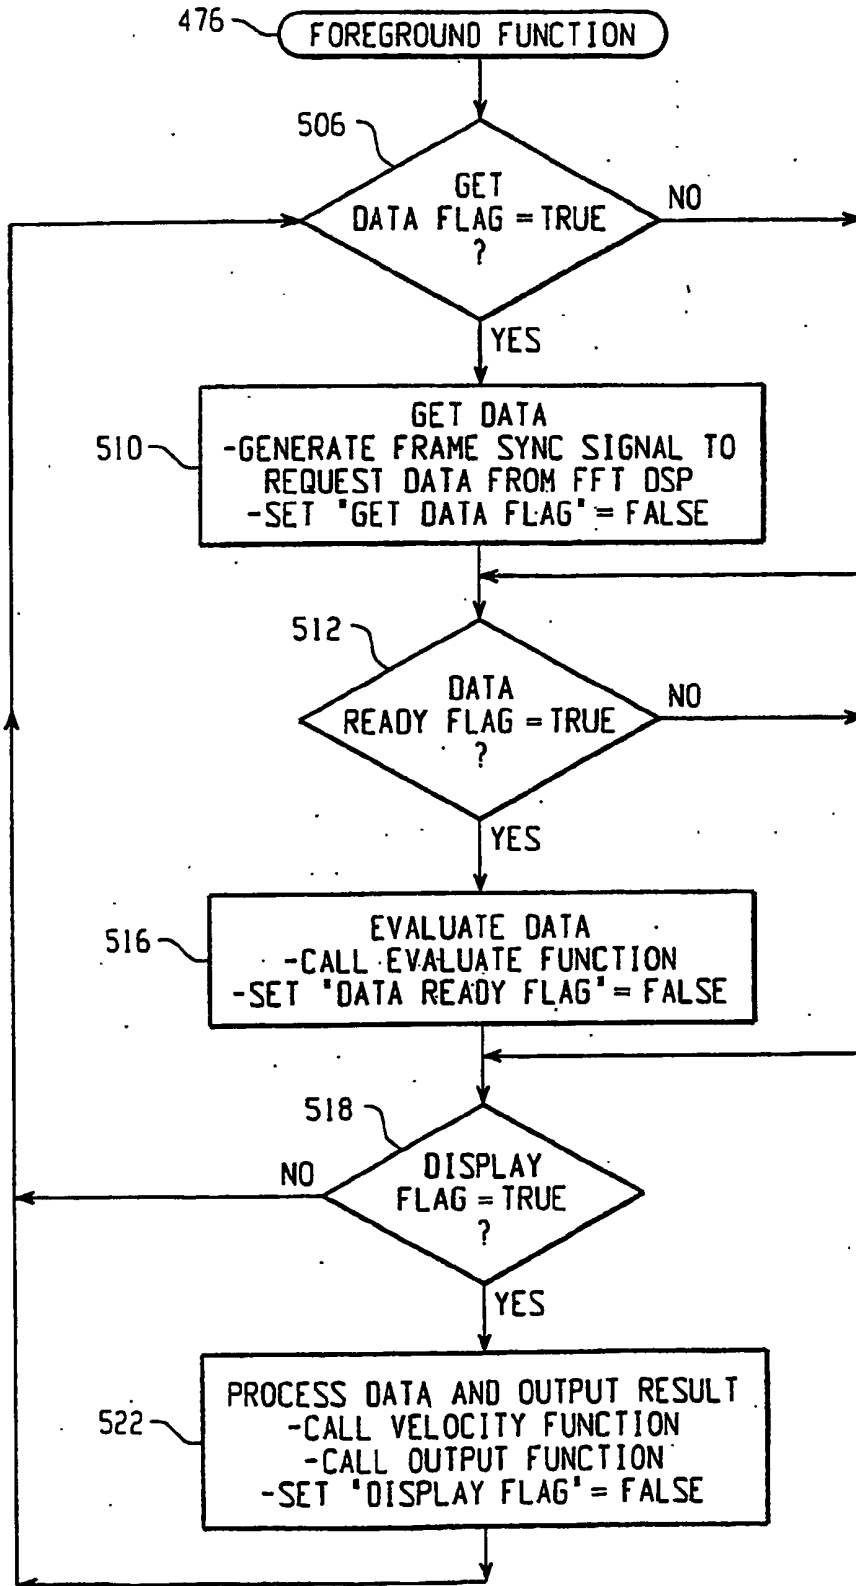 476
FOREGROUND FUNCTION
506
GET
DATA FLAG = TRUE
?
NO
YES
510
GET DATA
-GENERATE FRAME SYNC SIGNAL TO
REQUEST DATA FROM FFT DSP
-SET "GET DATA FLAG" = FALSE
512
DATA
READY FLAG = TRUE
?
NO
YES
516
EVALUATE DATA
-CALL EVALUATE FUNCTION
-SET "DATA READY FLAG" = FALSE
518
NO
DISPLAY
FLAG = TRUE
?
YES
522
PROCESS DATA AND OUTPUT RESULT
-CALL VELOCITY FUNCTION
-CALL OUTPUT FUNCTION
-SET "DISPLAY FLAG" = FALSE